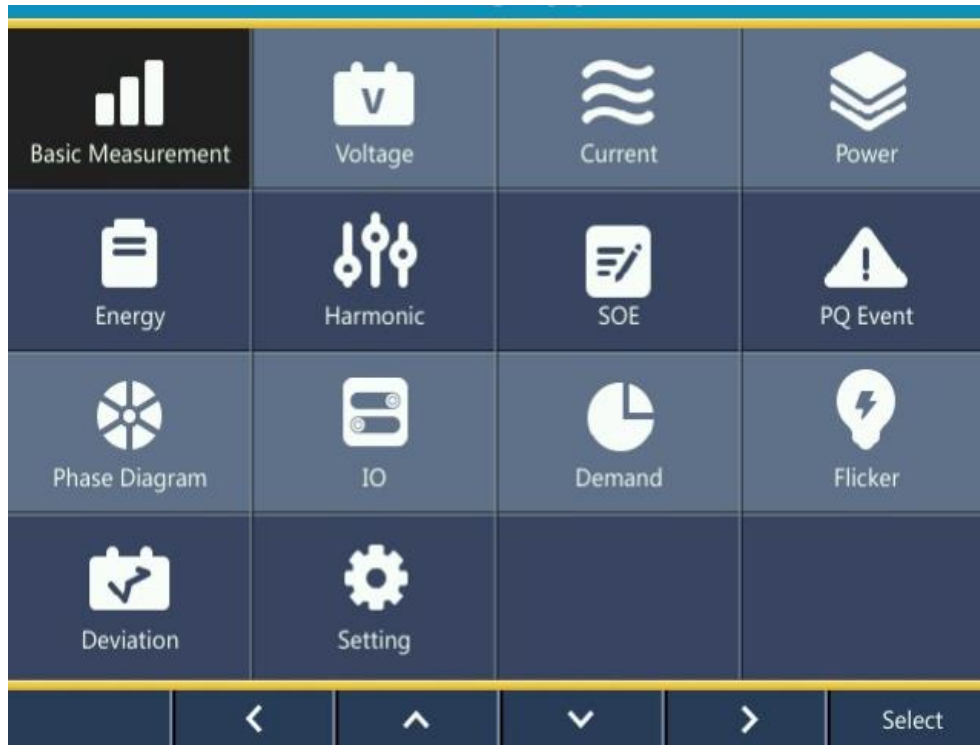 Basic Measurement
V
Voltage
Current
Power
Energy
Harmonic
SOE
PQ Event
Phase Diagram
IO
Demand
Flicker
Deviation
Setting
Select